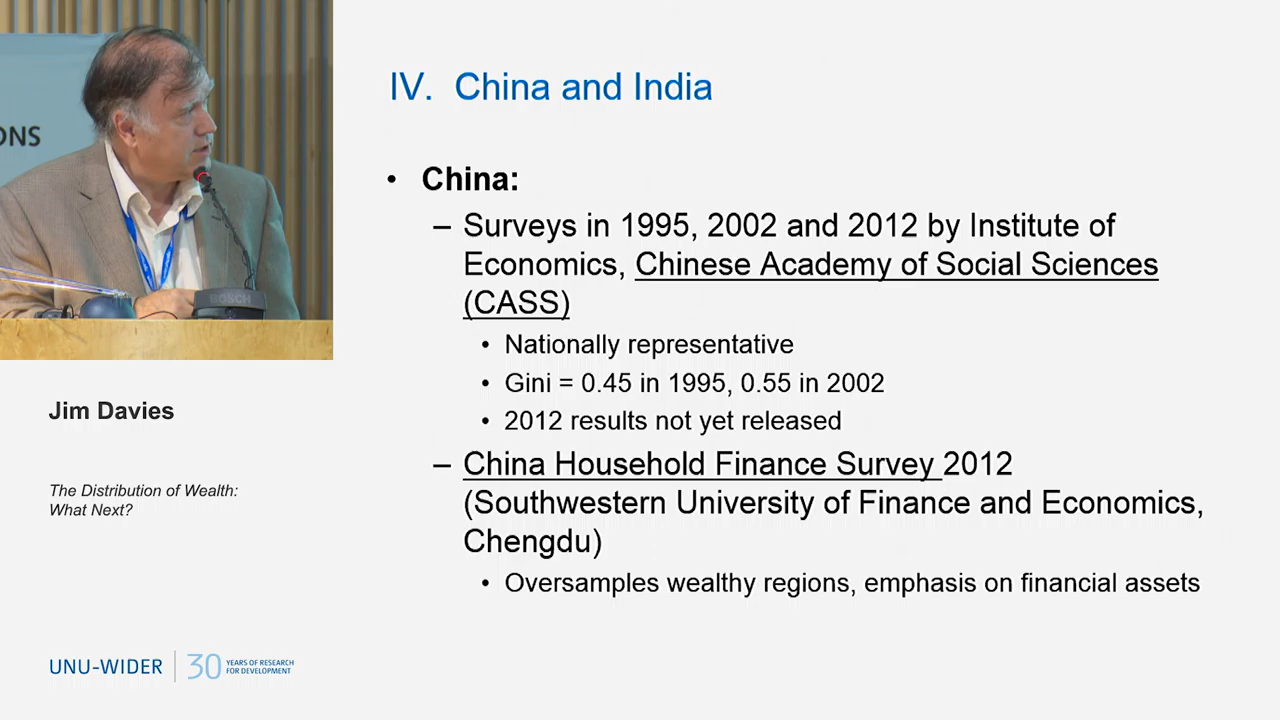 ONS
BOSCH
Jim Davies
The Distribution of Wealth:
What Next?
UNU-WIDER
30 YEARS OF RESEARCH
FOR DEVELOPMENT
IV. China and India
• China:
– Surveys in 1995, 2002 and 2012 by Institute of
Economics, Chinese Academy of Social Sciences
(CASS)
• Nationally representative
• Gini = 0.45 in 1995, 0.55 in 2002
• 2012 results not yet released
– China Household Finance Survey 2012
(Southwestern University of Finance and Economics,
Chengdu)
• Oversamples wealthy regions, emphasis on financial assets